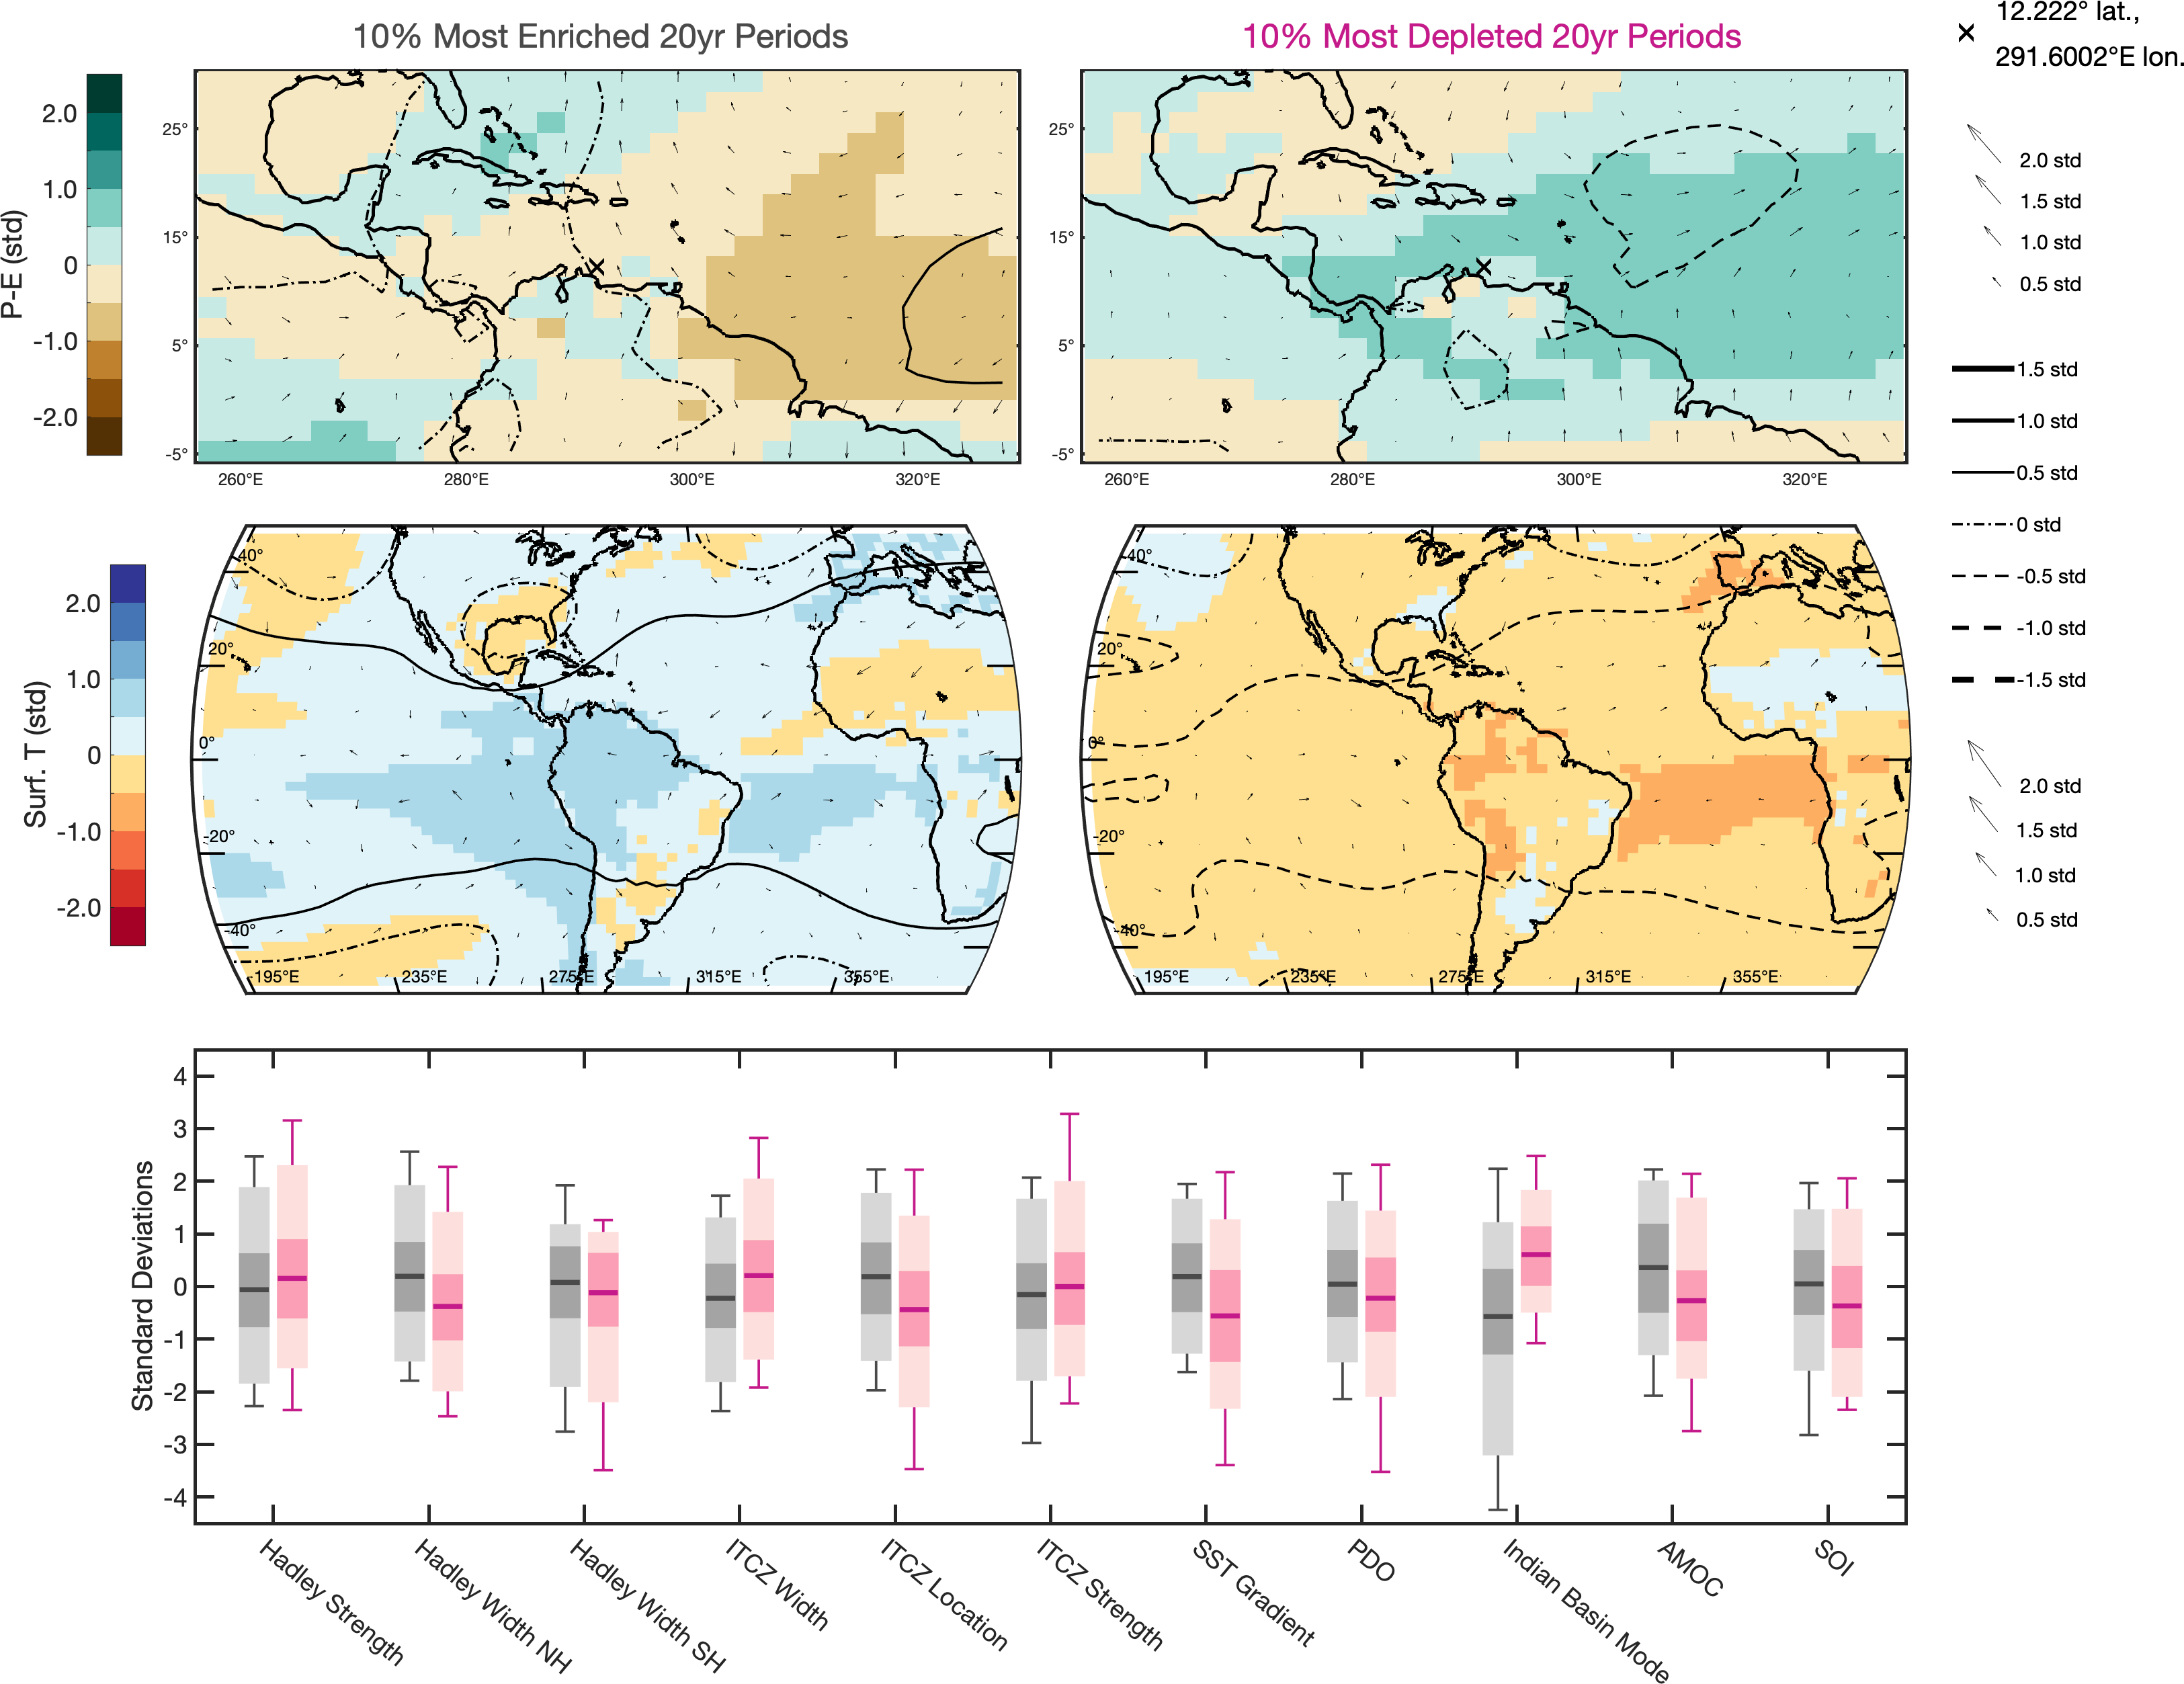 10% Most Enriched 20yr Periods
10% Most Depleted 20yr Periods
12.222° lat.,
291.6002°E lon.
P-E (std)
2.0
1.0
0
-1.0
-2.0
25°
15°
5°
-5°
260°E
280°E
300°E
320°E
25°
15°
5°
-5°
260°E
280°E
300°E
320°E
2.0 std
1.5 std
1.0 std
0.5 std
1.5 std
1.0 std
0.5 std
0 std
-0.5 std
-1.0 std
-1.5 std
Surf. T (std)
2.0
1.0
0
-1.0
-2.0
40°
20°
0°
-20°
-40°
195°E
235°E
275°E
315°E
355°E
40°
20°
0°
-20°
-40°
195°E
235°E
275°E
315°E
355°E
2.0 std
1.5 std
1.0 std
0.5 std
Standard Deviations
4
3
2
1
0
-1
-2
-3
-4
Hadley Strength
Hadley Width NH
Hadley Width SH
ITCZ Width
ITCZ Location
ITCZ Strength
SST Gradient
PDO
Indian Basin Mode
AMOC
SOI